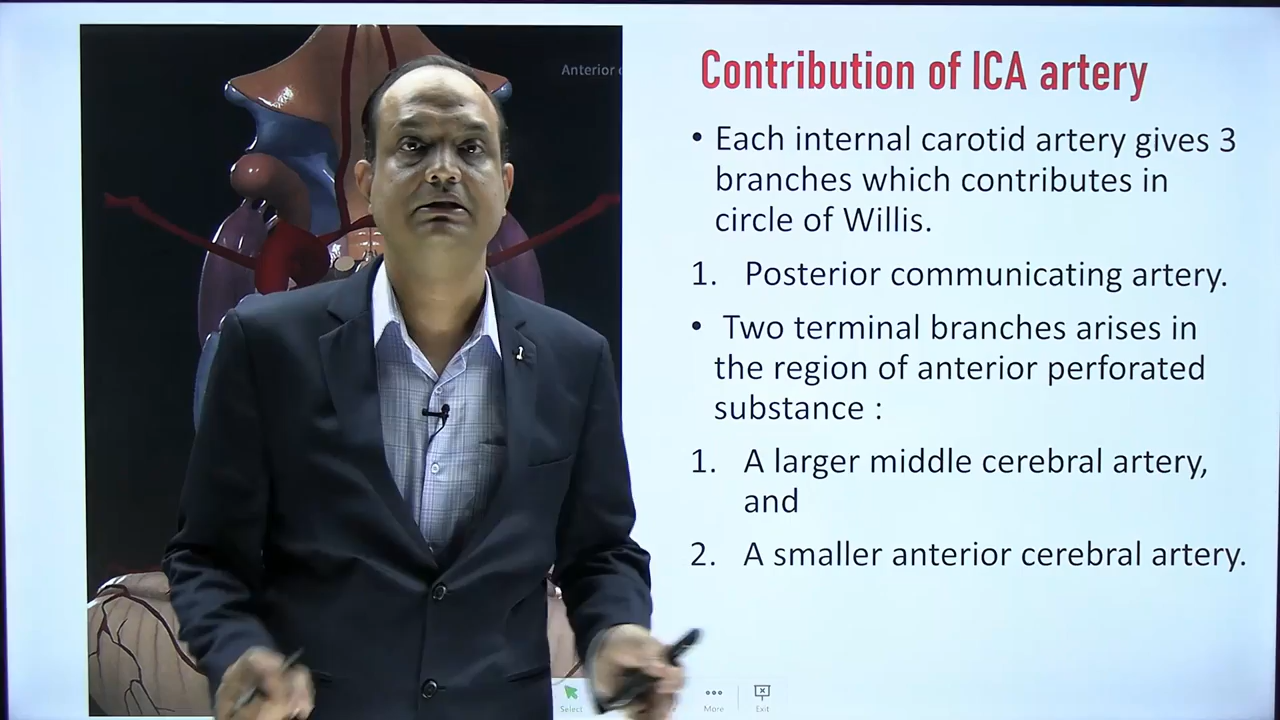 Anterior
Contribution of ICA artery
• Each internal carotid artery gives 3
branches which contributes in
circle of Willis.
1. Posterior communicating artery.
• Two terminal branches arises in
the region of anterior perforated
substance :
1. A larger middle cerebral artery,
and
2. A smaller anterior cerebral artery.
Select
More
Exit